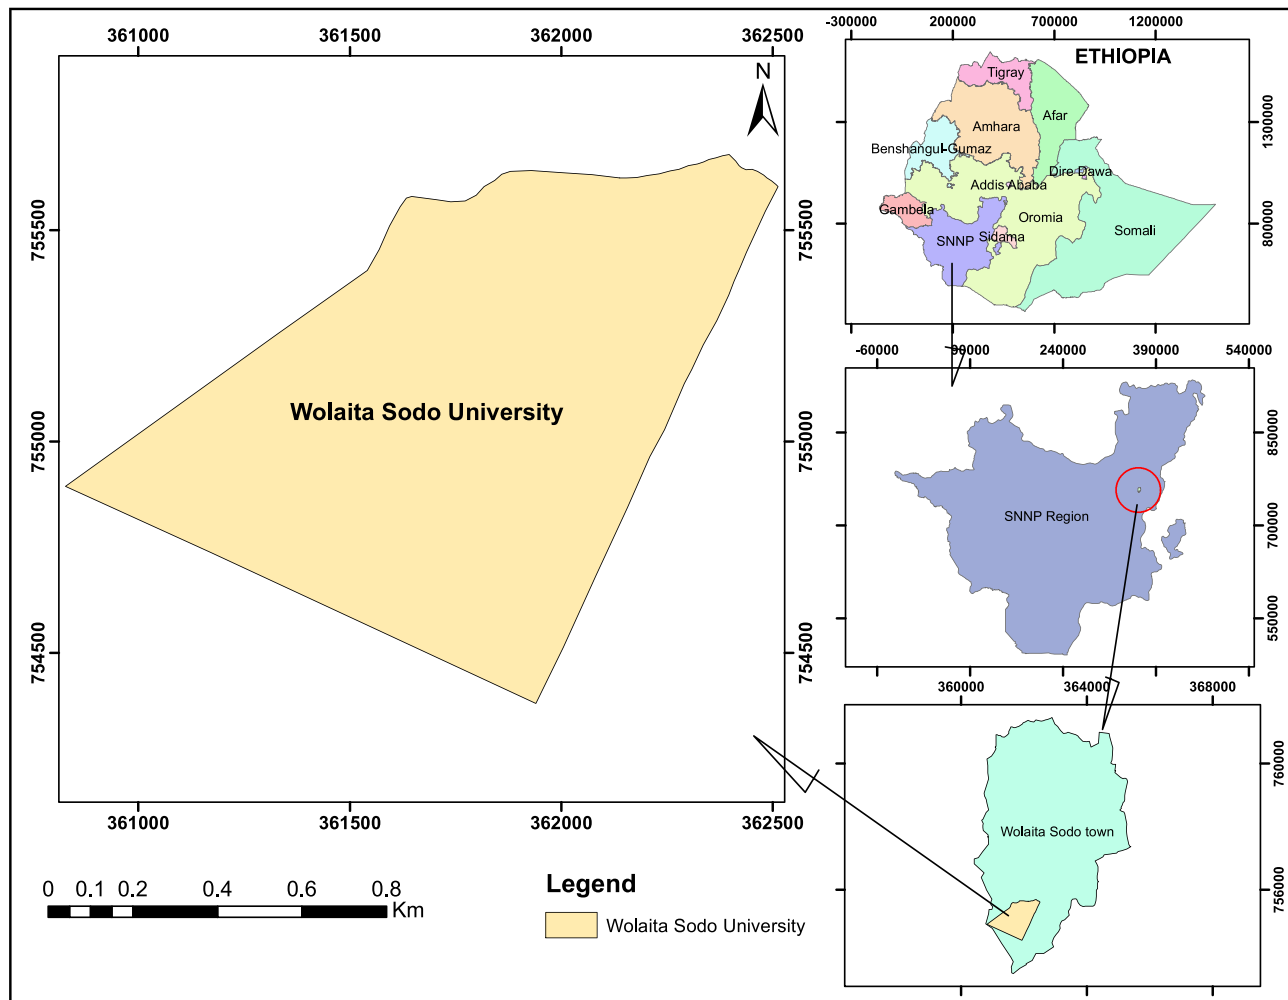 361000 361500 362000 362500
N
755500 755500
755000 755000
754500 754500
Wolaita Sodo University
361000 361500 362000 362500
0 0.1 0.2 0.4 0.6 0.8
Km
Legend
Wolaita Sodo University
-300000 200000 700000 1200000
ETHIOPIA
Tigray
Afar
Amhara
Benshangul-Gumaz
Dire Dawa
Addis Ababa
Gambela
Oromia
SNNP
Sidama
Somali
1300000
800000
-60000 90000 240000 390000 540000
SNNP Region
850000
700000
550000
360000 364000 368000
Wolaita Sodo town
760000
756000